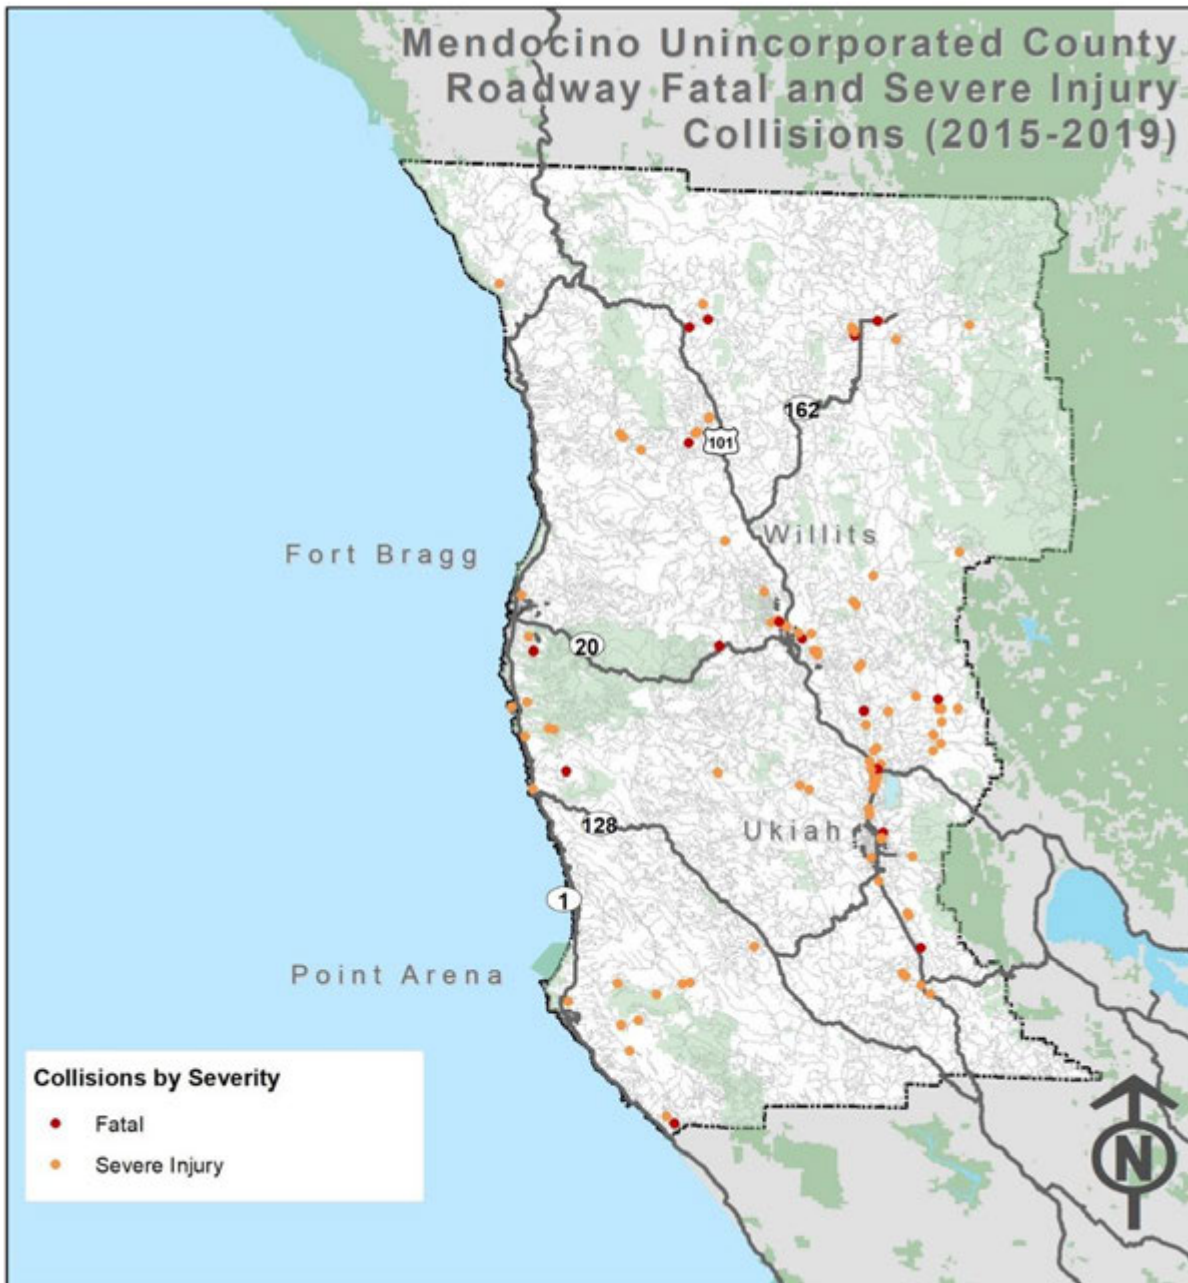 Mendocino Unincorporated County
Roadway Fatal and Severe Injury
Collisions (2015-2019)
162
101
Willits
Fort Bragg
20
128
Ukiah
1
Point Arena
Collisions by Severity
Fatal
Severe Injury
N